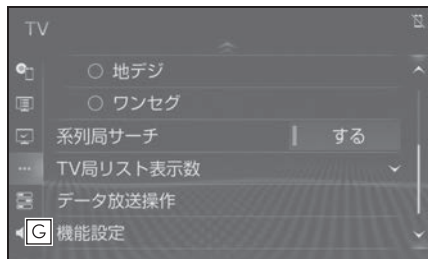 TV
地デジ
ワンセグ
系列局サーチ
する
TV局リスト表示数
データ放送操作
G 機能設定